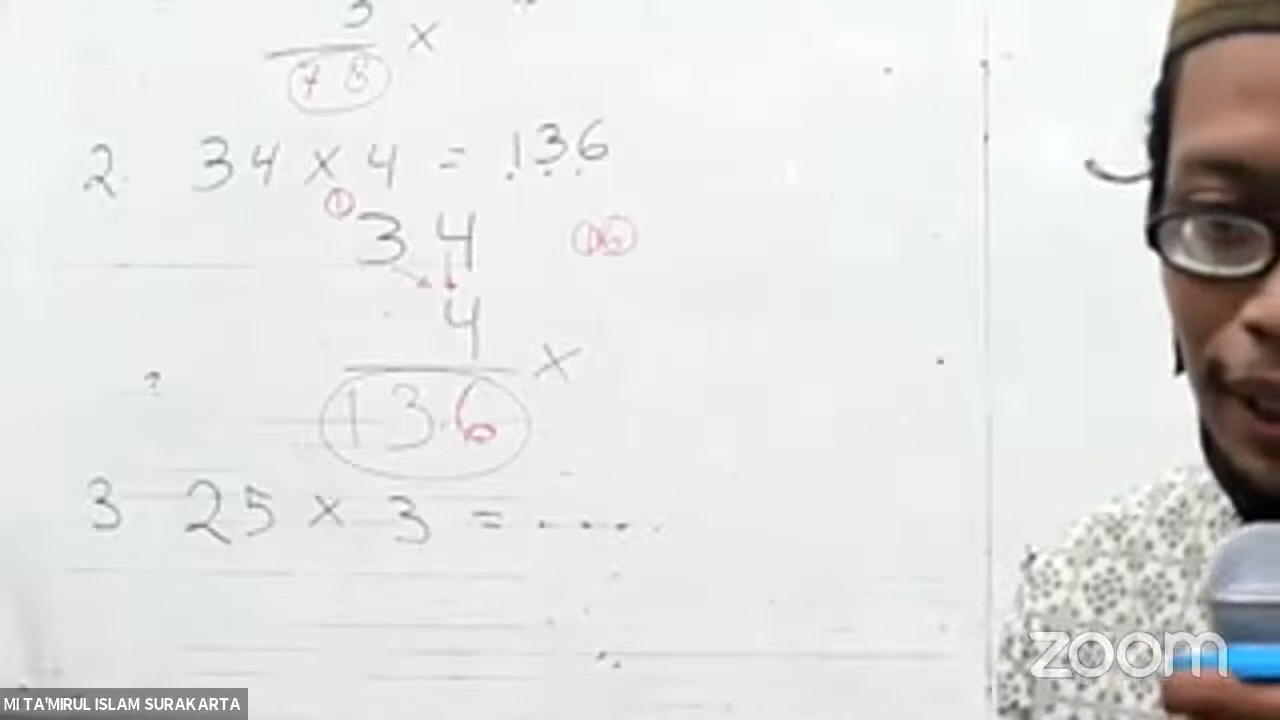 3
×
78
2. 34 × 4 = 136
1
34
16
4
×
136
3 25 × 3 = .....
zoom
MI TA'MIRUL ISLAM SURAKARTA